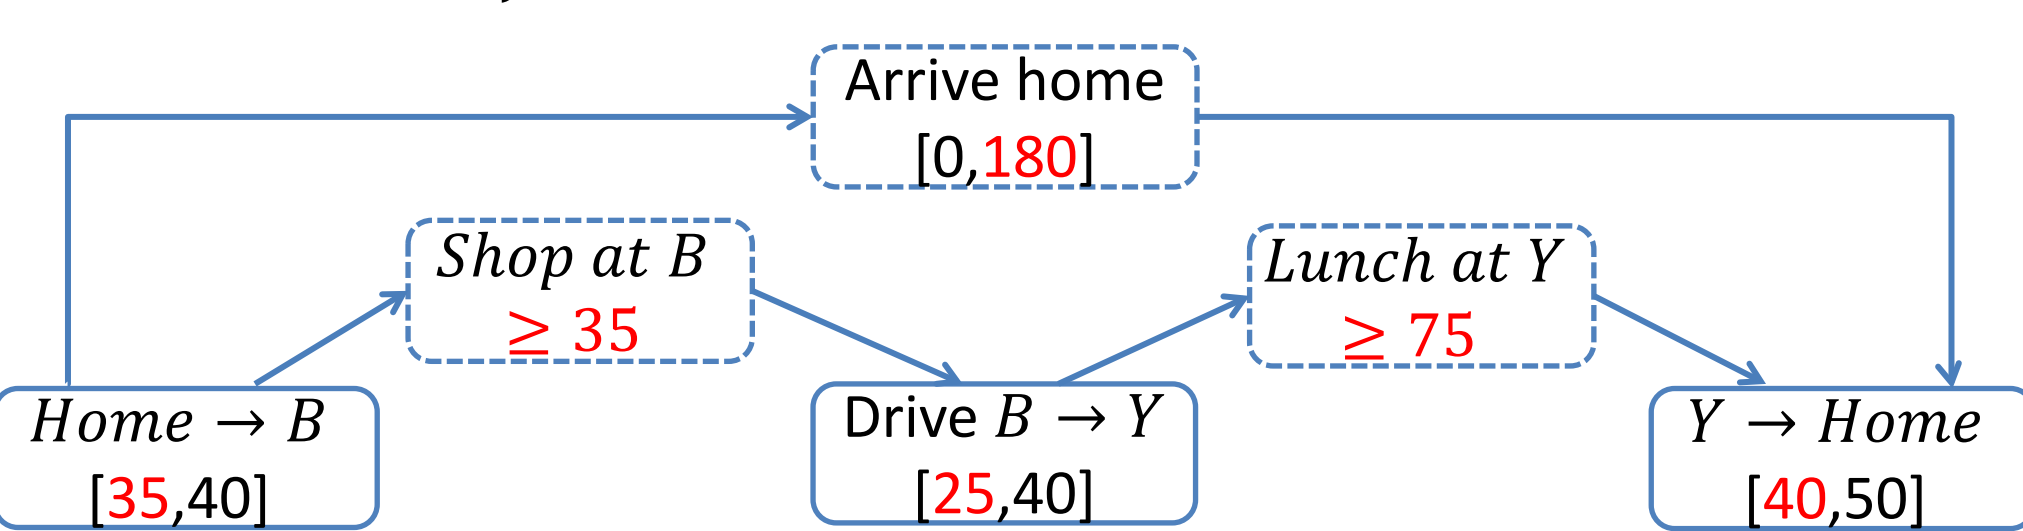 Arrive home
[0,180]
Shop at B
≥ 35
Lunch at Y
≥ 75
Home → B
[35,40]
Drive B → Y
[25,40]
Y → Home
[40,50]